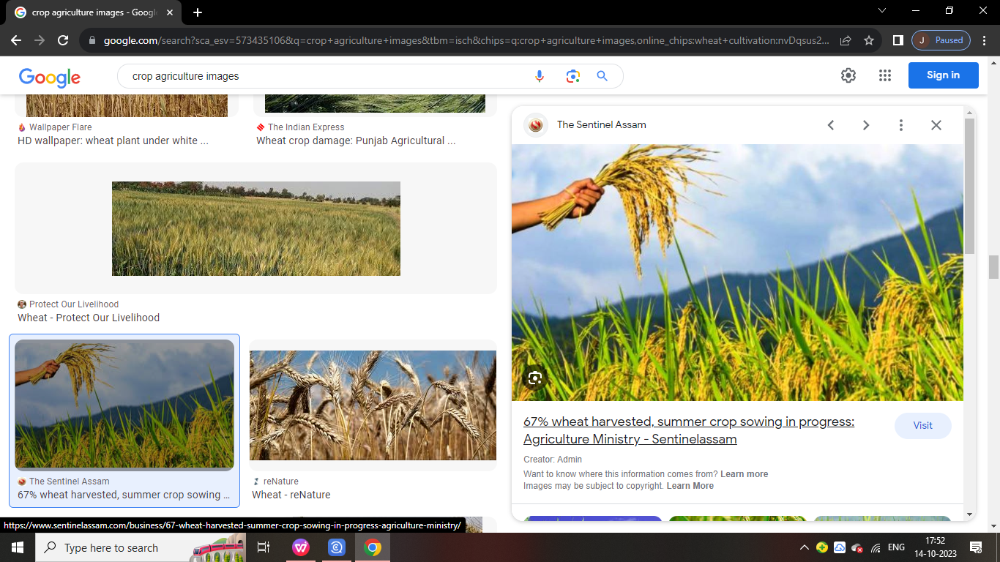 crop agriculture images - Google
google.com/search?sca_esv=573435106&q=crop+agriculture+images&tbm=isch&chips=q:crop+agriculture+images,online_chips:wheat+cultivation:nvDqsus2...
J Paused
Google
crop agriculture images
Sign in
Wallpaper Flare
HD wallpaper: wheat plant under white ...
The Indian Express
Wheat crop damage: Punjab Agricultural ...
Protect Our Livelihood
Wheat - Protect Our Livelihood
The Sentinel Assam
67% wheat harvested, summer crop sowing ...
reNature
Wheat - reNature
The Sentinel Assam
67% wheat harvested, summer crop sowing in progress:
Agriculture Ministry - Sentinelassam
Visit
Creator: Admin
Want to know where this information comes from? Learn more
Images may be subject to copyright. Learn More
https://www.sentinelassam.com/business/67-wheat-harvested-summer-crop-sowing-in-progress-agriculture-ministry/
Type here to search
ENG
17:52
14-10-2023